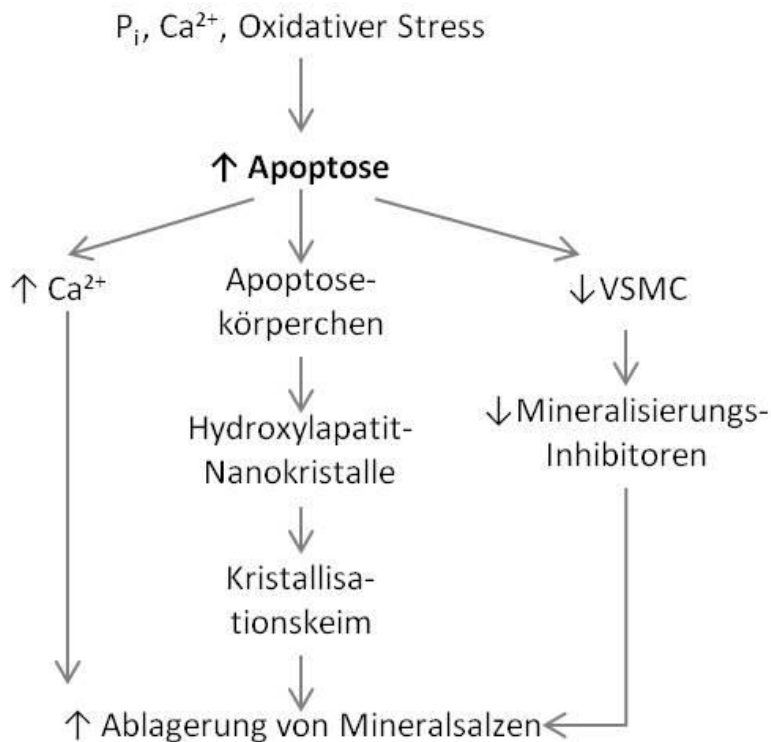 Pᵢ, Ca²⁺, Oxidativer Stress
↑ Apoptose
↑ Ca²⁺
Apoptose-
körperchen
↓VSMC
Hydroxylapatit-
Nanokristalle
↓Mineralisierungs-
Inhibitoren
Kristallisa-
tionskeim
↑ Ablagerung von Mineralsalzen